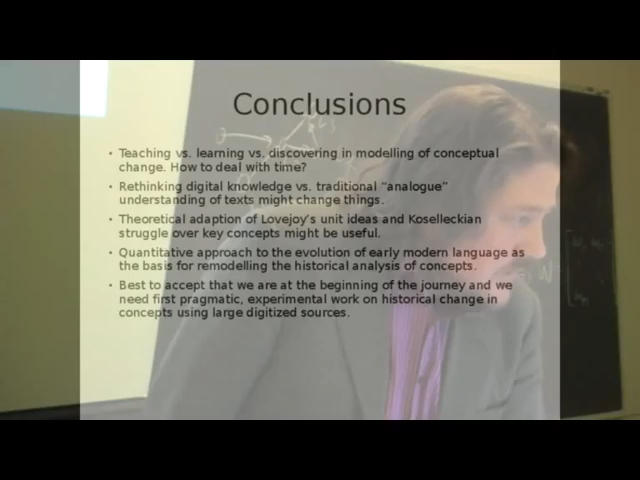 Conclusions
• Teaching vs. learning vs. discovering in modelling of conceptual
change. How to deal with time?
• Rethinking digital knowledge vs. traditional “analogue”
understanding of texts might change things.
• Theoretical adaption of Lovejoy’s unit ideas and Koselleckian
struggle over key concepts might be useful.
• Quantitative approach to the evolution of early modern language as
the basis for remodelling the historical analysis of concepts.
• Best to accept that we are at the beginning of the journey and we
need first pragmatic, experimental work on historical change in
concepts using large digitized sources.